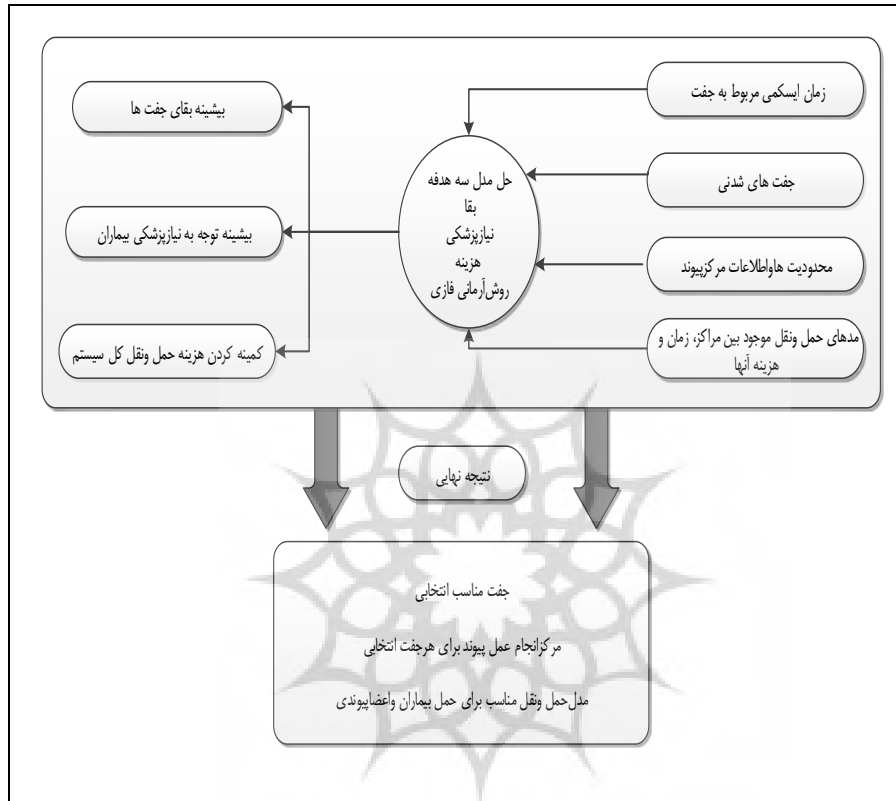 زمان ایسکمی مربوط به جفت
جفت های شدنی
محدودیت هاواطلاعات مرکزپیوند
مدهای حمل ونقل موجود بین مراکز، زمان و
هزینه آنها
حل مدل سه هدفه
بقا
نیازپزشکی
هزینه
روش‌آرمانی فازی
بیشینه بقای جفت ها
بیشینه توجه به نیازپزشکی بیماران
کمینه کردن هزینه حمل ونقل کل سیستم
نتیجه نهایی
جفت مناسب انتخابی
مرکزانجام عمل پیوند برای هرجفت انتخابی
مدل‌حمل ونقل مناسب برای حمل بیماران واعضاپیوندی